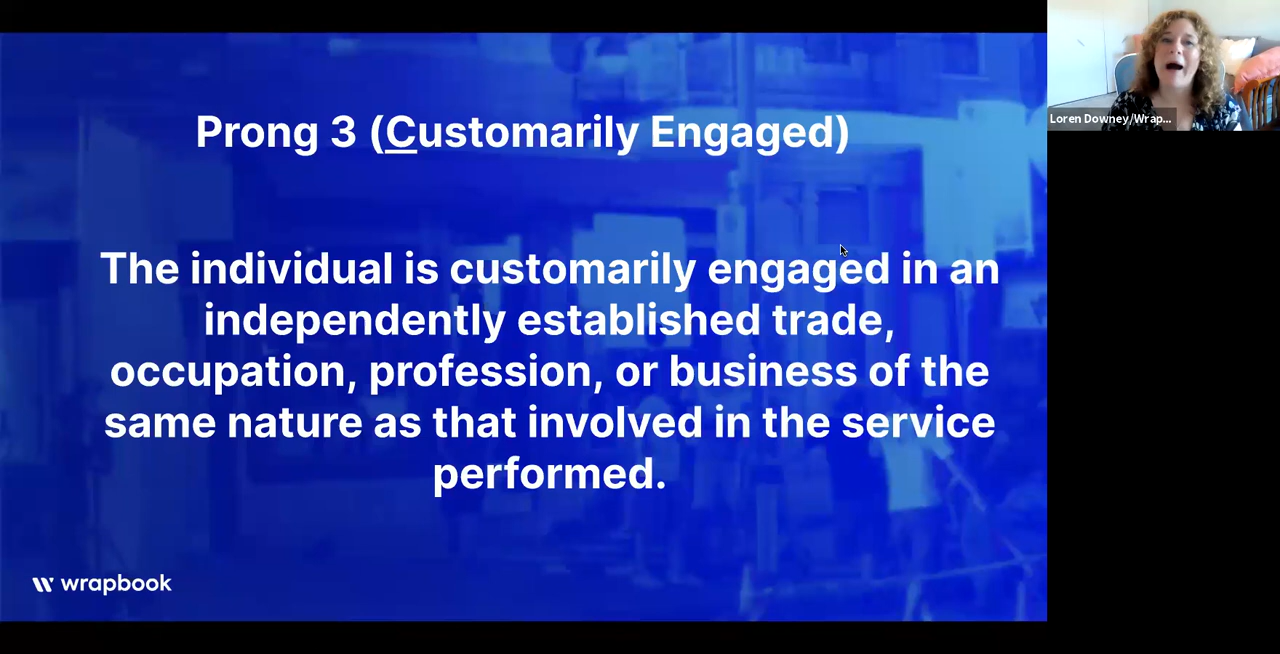 Prong 3 (Customarily Engaged)
The individual is customarily engaged in an
independently established trade,
occupation, profession, or business of the
same nature as that involved in the service
performed.
wrapbook
Loren Downey/Wrap...